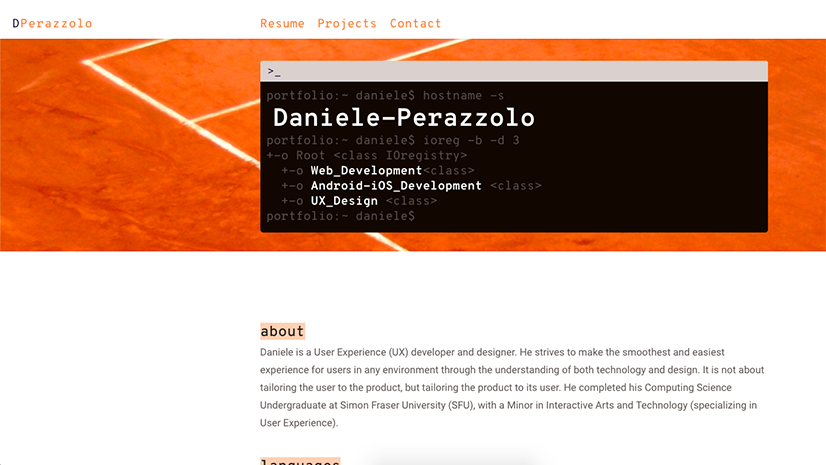 DPerazzolo
Resume Projects Contact
>_
portfolio:~ daniele$ hostname -s
Daniele-Perazzolo
portfolio:~ daniele$ ioreg -b -d 3
+-o Root <class IOregistry>
+-o Web_Development<class>
+-o Android-iOS_Development <class>
+-o UX_Design <class>
portfolio:~ daniele$
about
Daniele is a User Experience (UX) developer and designer. He strives to make the smoothest and easiest
experience for users in any environment through the understanding of both technology and design. It is not about
tailoring the user to the product, but tailoring the product to its user. He completed his Computing Science
Undergraduate at Simon Fraser University (SFU), with a Minor in Interactive Arts and Technology (specializing in
User Experience).
languages